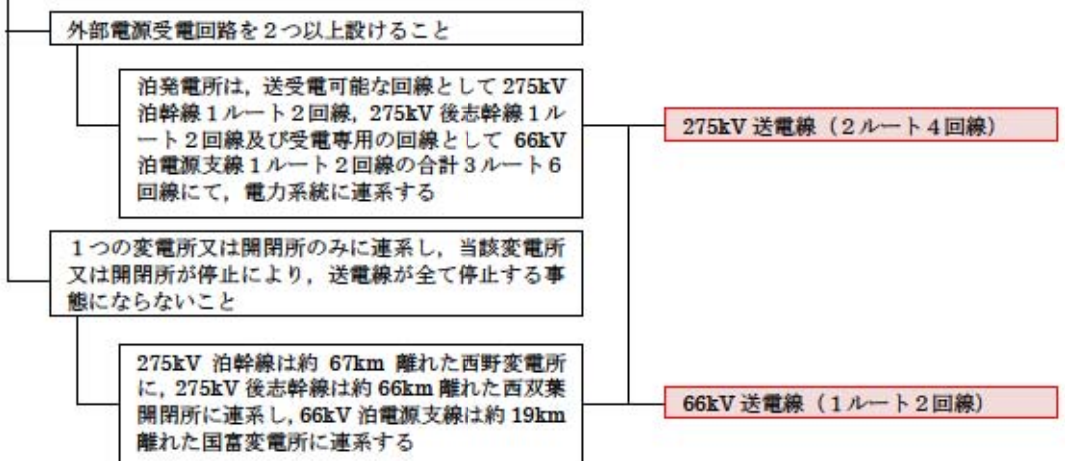 外部電源受電回路を2つ以上設けること
泊発電所は，送受電可能な回線として 275kV
泊幹線1ルート2回線，275kV 後志幹線1ル
ート2回線及び受電専用の回線として 66kV
泊電源支線1ルート2回線の合計3ルート6
回線にて，電力系統に連系する
275kV 送電線（2ルート4回線）
1つの変電所又は開閉所のみに連系し，当該変電所
又は開閉所が停止により，送電線が全て停止する事
態にならないこと
275kV 泊幹線は約 67km 離れた西野変電所
に，275kV 後志幹線は約 66km 離れた西双葉
開閉所に連系し，66kV 泊電源支線は約 19km
離れた国富変電所に連系する
66kV 送電線（1ルート2回線）